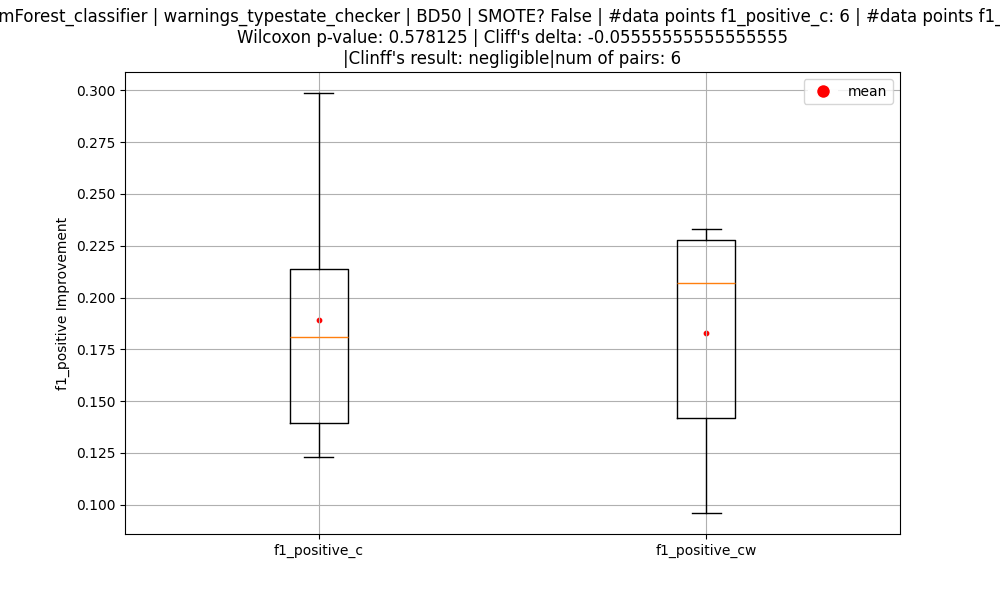 mForest_classifier | warnings_typestate_checker | BD50 | SMOTE? False | #data points f1_positive_c: 6 | #data points f1_
Wilcoxon p-value: 0.578125 | Cliff's delta: -0.05555555555555555
|Clinff's result: negligible|num of pairs: 6
mean
0.300
0.275
0.250
0.225
0.200
0.175
0.150
0.125
0.100
f1_positive Improvement
f1_positive_c
f1_positive_cw